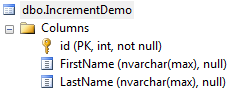 dbo.IncrementDemo
Columns
id (PK, int, not null)
FirstName (nvarchar(max), null)
LastName (nvarchar(max), null)